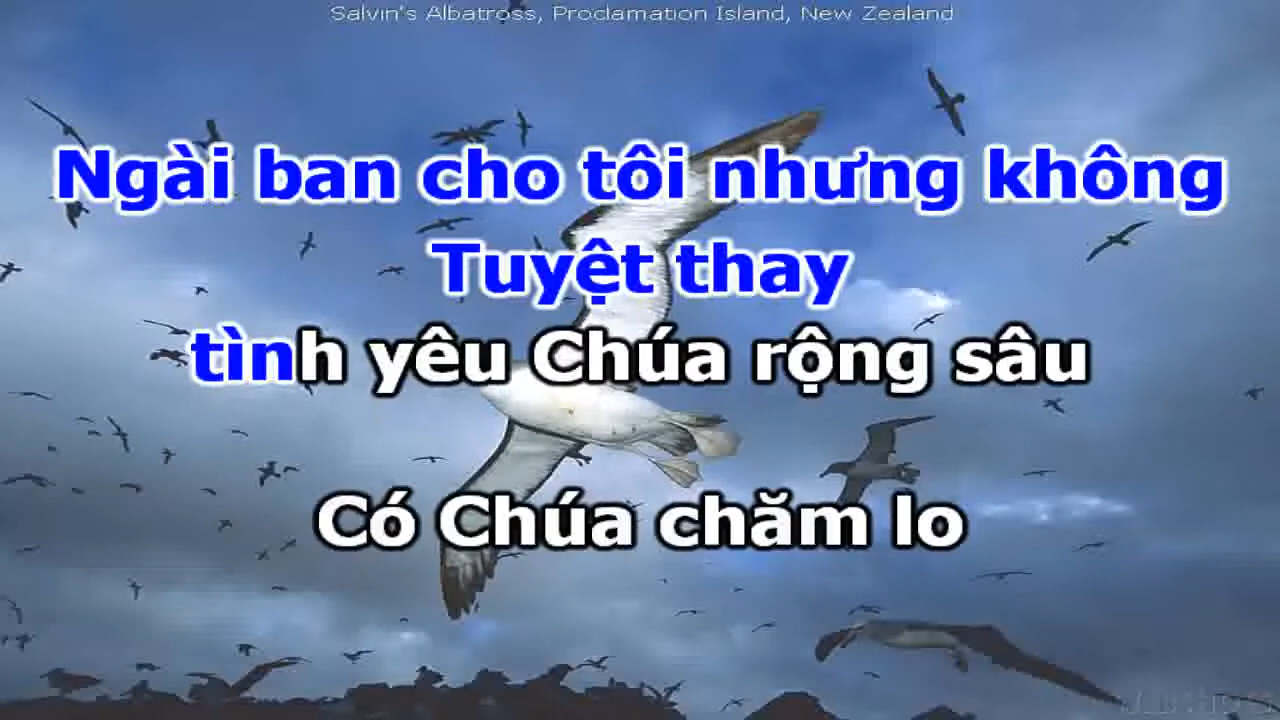 Salvin's Albatross, Proclamation Island, New Zealand
Ngài ban cho tôi nhưng không
Tuyệt thay
tình yêu Chúa rộng sâu
Có Chúa chăm lo